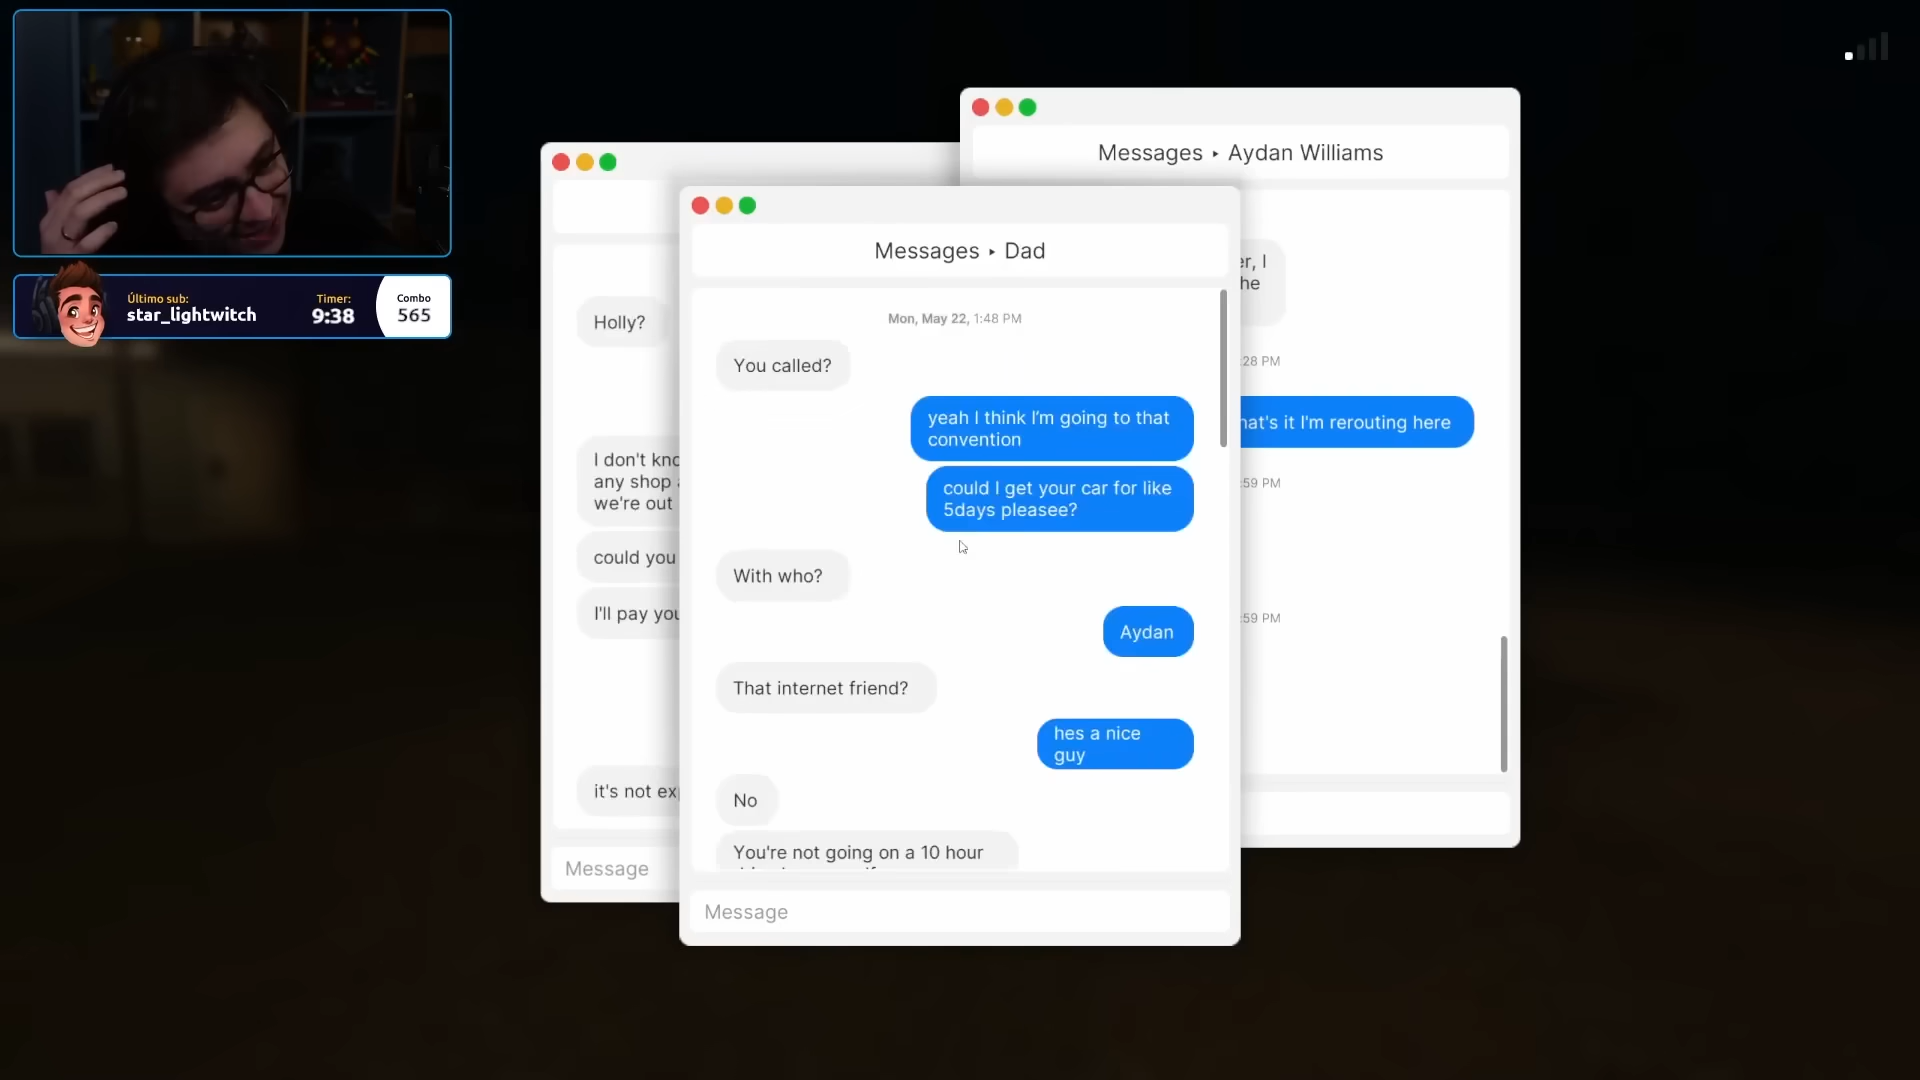 Último sub:
star_lightwitch
Timer:
9:38
Combo
565
Holly?
I don't kno
any shop
we're out
could you
I'll pay you
it's not exp
Message
Messages ▸ Dad
Mon, May 22, 1:48 PM
You called?
yeah I think I'm going to that
convention
could I get your car for like
5days pleasee?
With who?
Aydan
That internet friend?
hes a nice
guy
No
You're not going on a 10 hour
Message
Messages ▸ Aydan Williams
er, I
he
:28 PM
hat's it I'm rerouting here
:59 PM
:59 PM